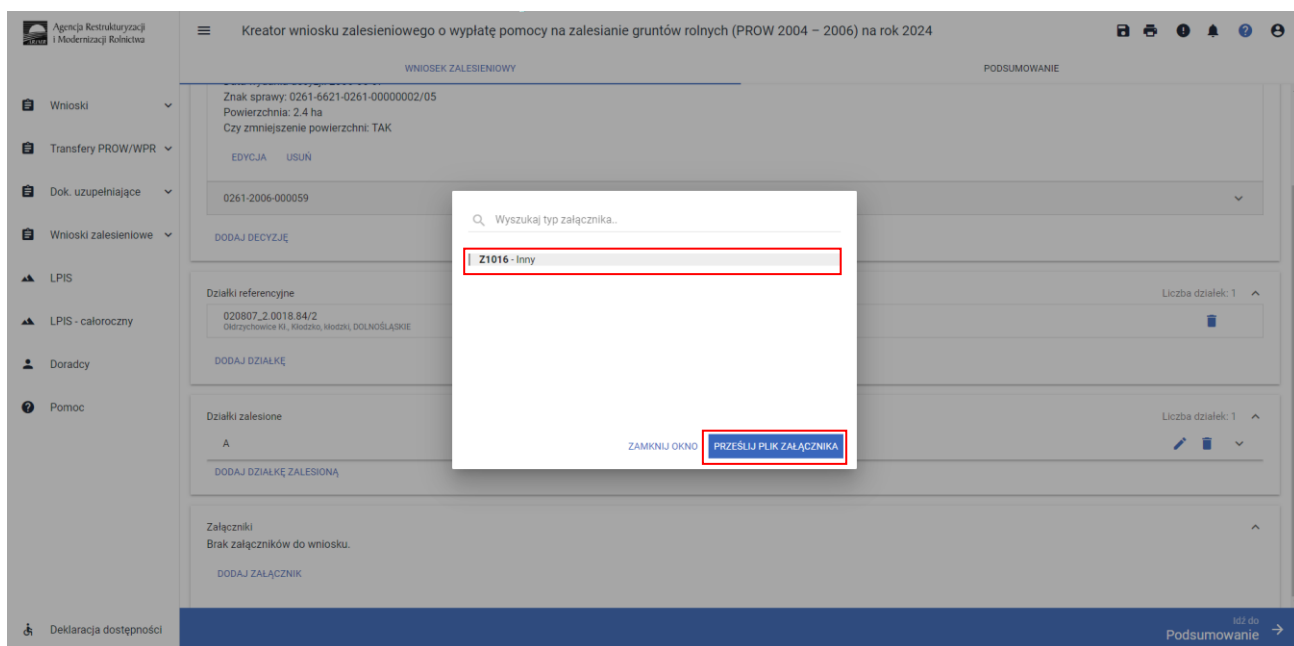 Agencja Restrukturyzacji
i Modernizacji Rolnictwa
Kreator wniosku zalesieniowego o wypłatę pomocy na zalesianie gruntów rolnych (PROW 2004 – 2006) na rok 2024
WNIOSEK ZALESIENIOWY
PODSUMOWANIE
Wnioski
Transfery PROW/WPR
Dok. uzupełniające
Wnioski zalesieniowe
LPIS
LPIS - całoroczny
Doradcy
Pomoc
Deklaracja dostępności
Znak sprawy: 0261-6621-0261-00000002/05
Powierzchnia: 2.4 ha
Czy zmniejszenie powierzchni: TAK
EDYCJA USUŃ
0261-2006-000059
DODAJ DECYZJĘ
Wyszukaj typ załącznika..
Z1016 - Inny
ZAMKNIJ OKNO PRZEŚLIJ PLIK ZAŁĄCZNIKA
Działki referencyjne
Liczba działek: 1
020807_2.0018.84/2
Ołdrzychowice Kł., Kłodzko, kłodzki, DOLNOŚLĄSKIE
DODAJ DZIAŁKĘ
Działki zalesione
Liczba działek: 1
A
DODAJ DZIAŁKĘ ZALESIONĄ
Załączniki
Brak załączników do wniosku.
DODAJ ZAŁĄCZNIK
Idź do
Podsumowanie